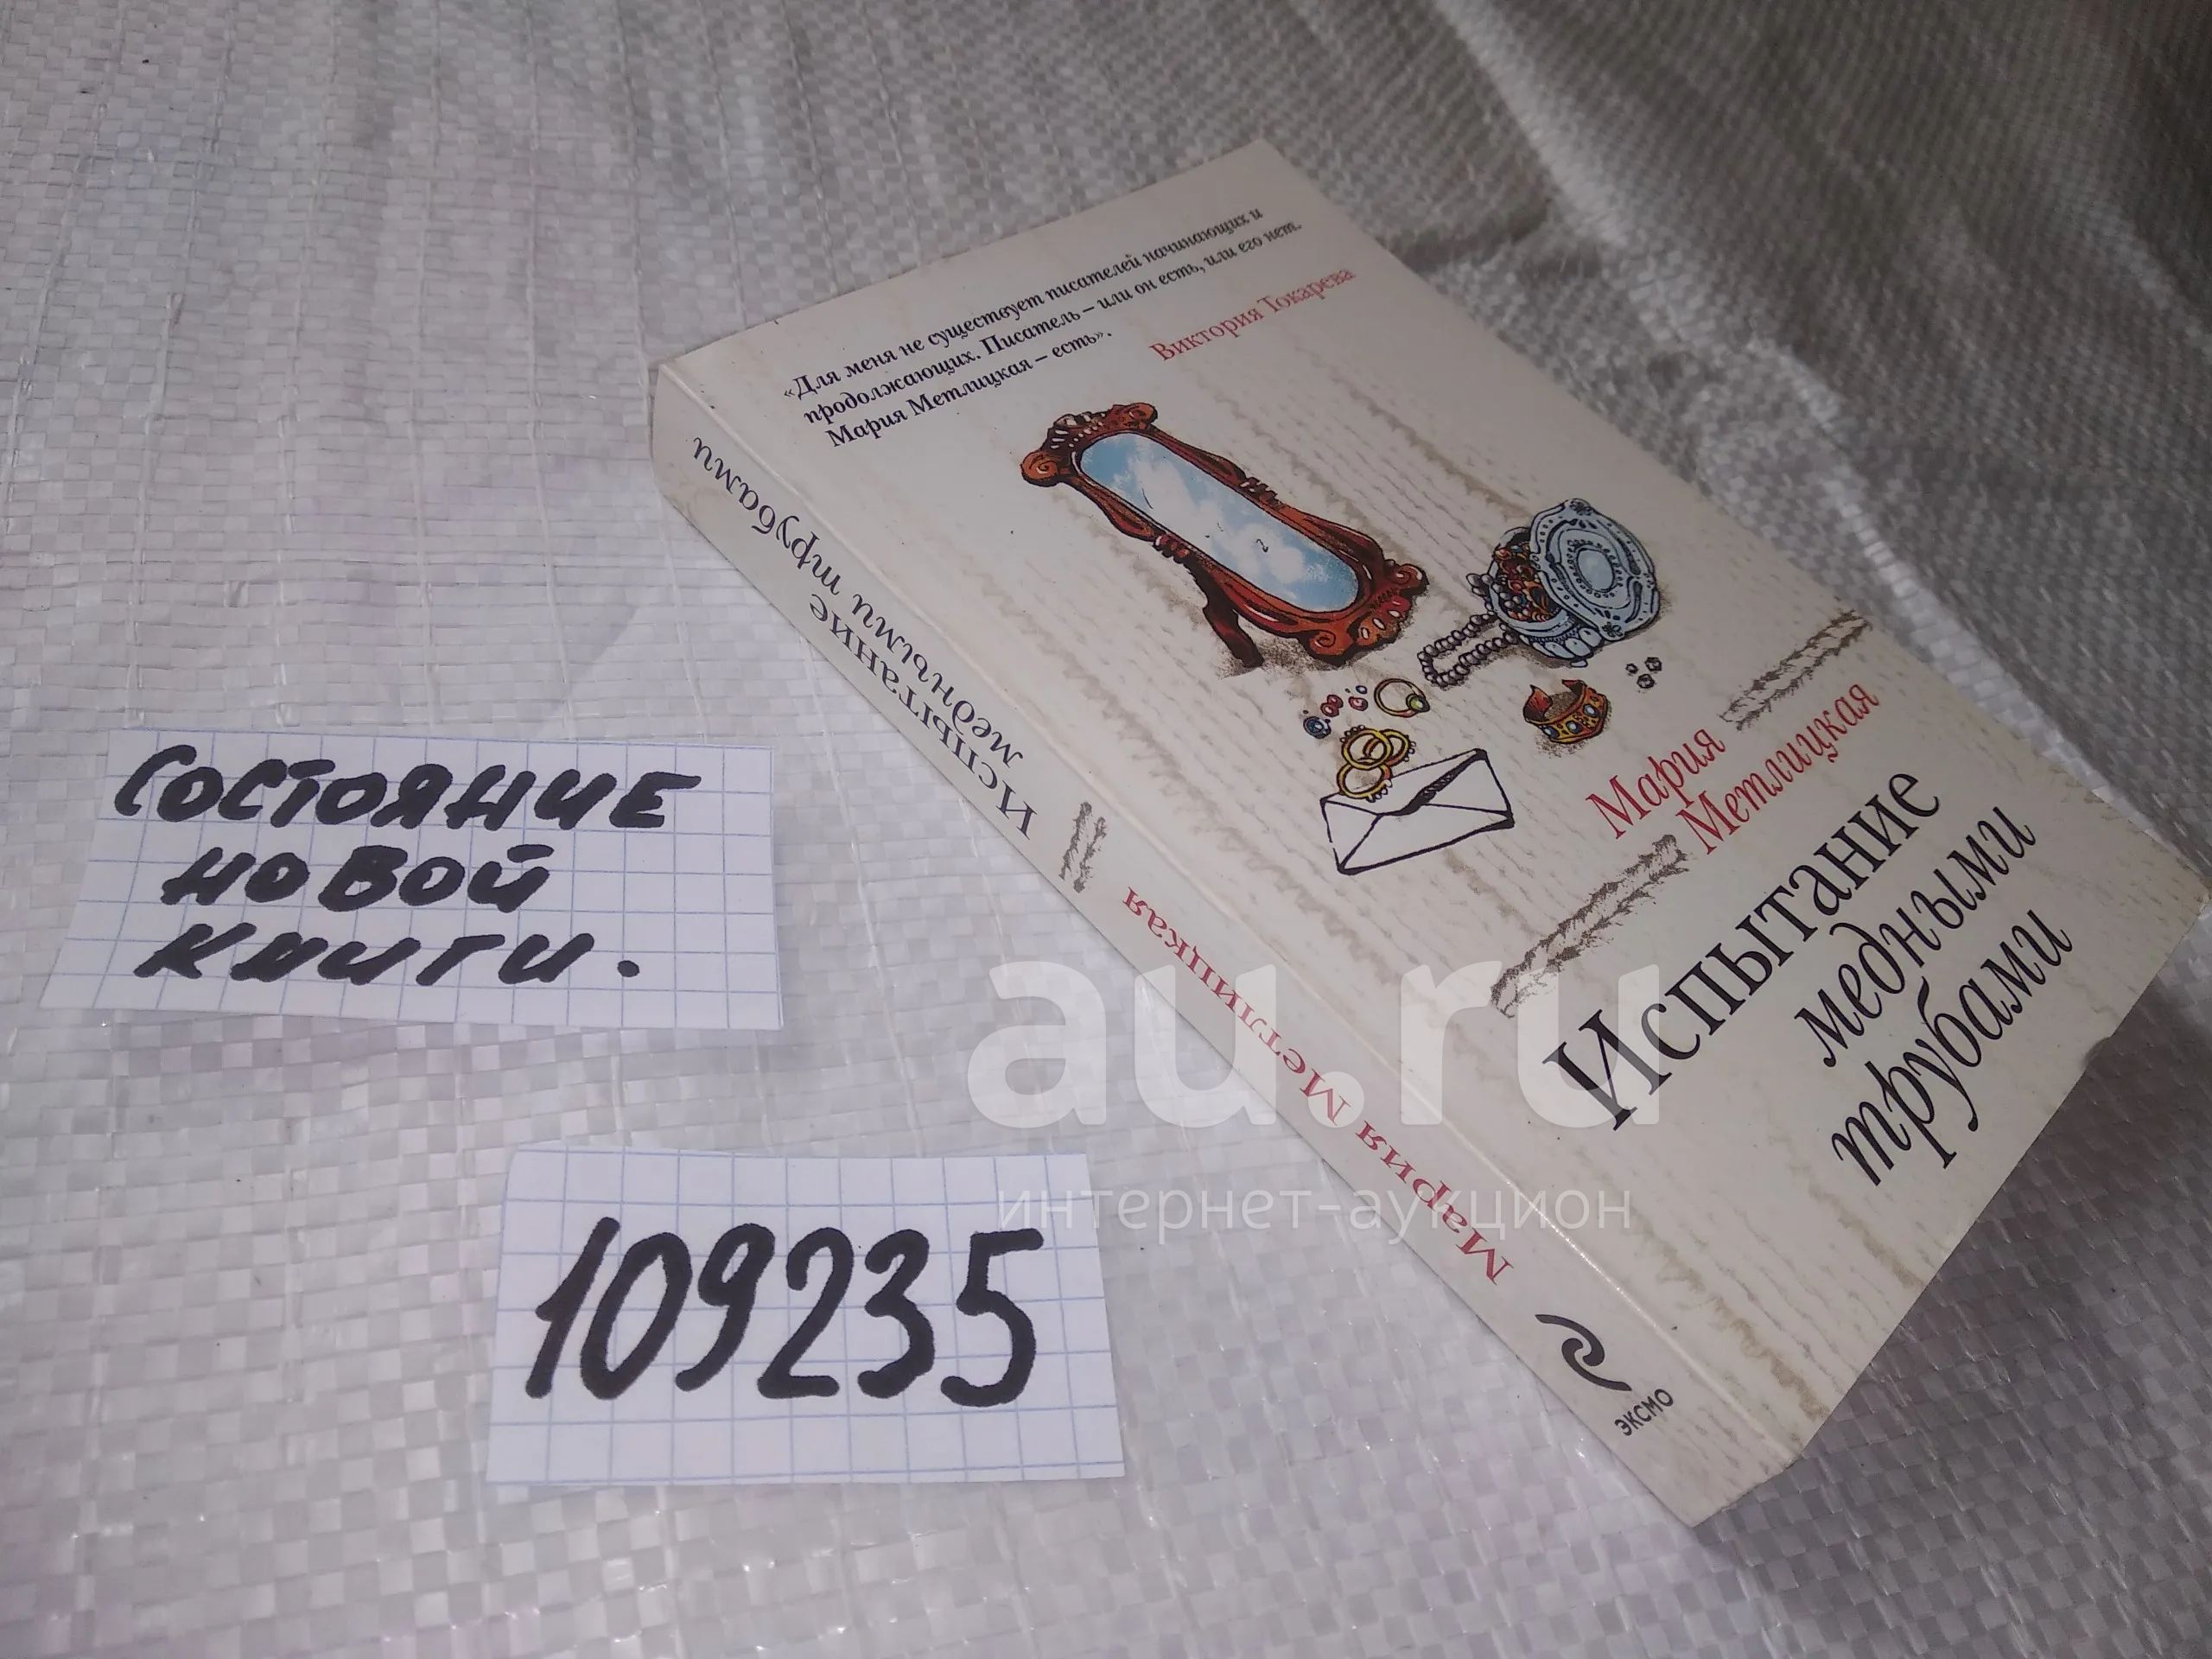 «Для меня не существует писателей начинающих и
продолжающих. Писатель – или он есть, или его нет.
Мария Метлицкая – есть».
Виктория Токарева
Мария
Метлицкая
Испытание
медными
трубами
Испытание
медными трубами
Мария Метлицкая
ЭКСМО
СОСТОЯНИЕ
НОВОЙ
КНИГИ.
109235
au.ru
интернет-аукцион